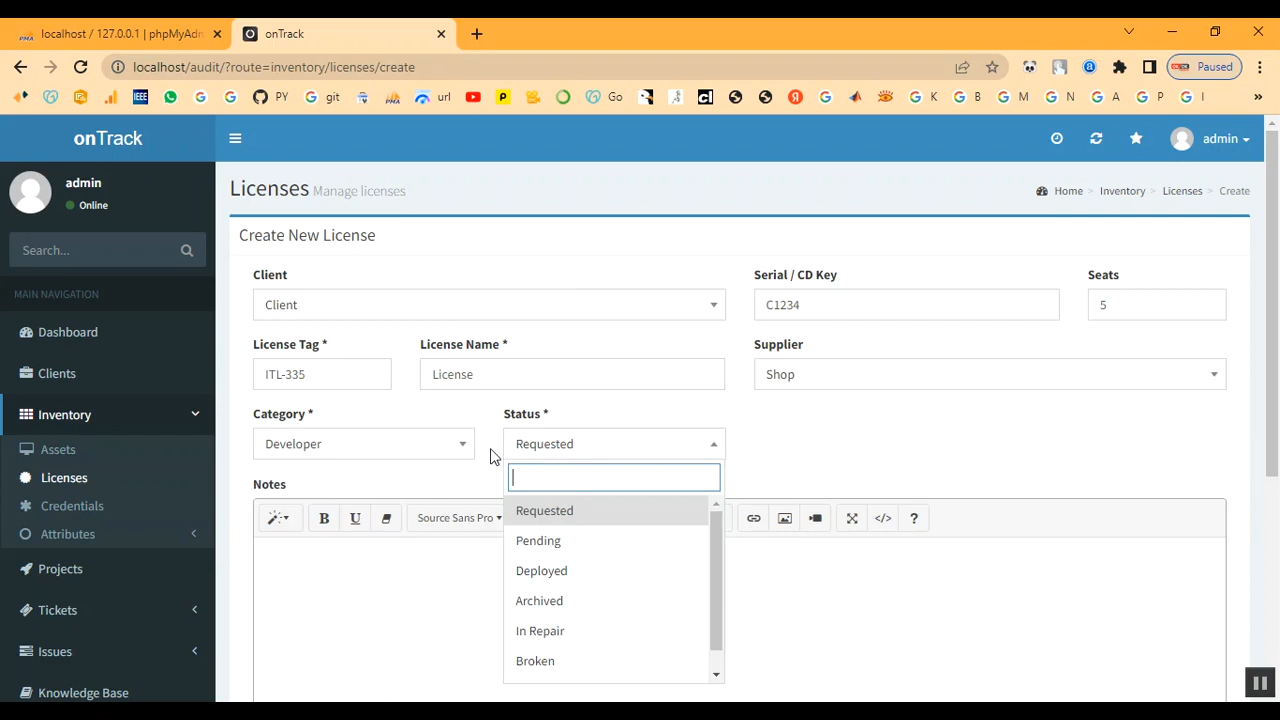 localhost / 127.0.0.1 | phpMyAdn
onTrack
localhost/audit/?route=inventory/licenses/create
Paused
PY
git
url
Go
K
B
M
N
A
P
I
»
onTrack
admin
admin
Online
Search...
MAIN NAVIGATION
Dashboard
Clients
Inventory
Assets
Licenses
Credentials
Attributes
Projects
Tickets
Issues
Knowledge Base
Licenses Manage licenses
Home > Inventory > Licenses > Create
Create New License
Client
Serial / CD Key
Seats
Client
C1234
5
License Tag *
License Name *
Supplier
ITL-335
License
Shop
Category *
Status *
Developer
Requested
Requested
Pending
Deployed
Archived
In Repair
Broken
Notes
B
U
Source Sans Pro
</>
?